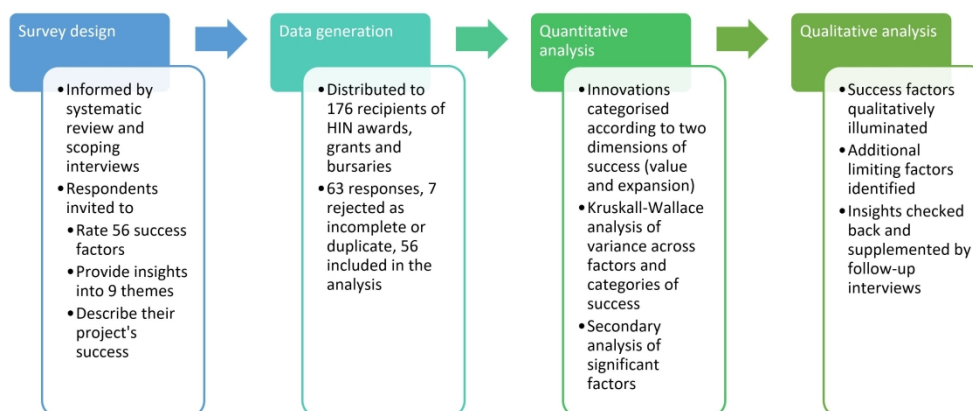 Survey design
•Informed by
systematic
review and
scoping
interviews
•Respondents
invited to
•Rate 56 success
factors
•Provide insights
into 9 themes
•Describe their
project's
success
Data generation
•Distributed to
176 recipients of
HIN awards,
grants and
bursaries
•63 responses, 7
rejected as
incomplete or
duplicate, 56
included in the
analysis
Quantitative
analysis
•Innovations
categorised
according to two
dimensions of
success (value
and expansion)
•Kruskall-Wallace
analysis of
variance across
factors and
categories of
success
•Secondary
analysis of
significant
factors
Qualitative analysis
•Success factors
qualitatively
illuminated
•Additional
limiting factors
identified
•Insights checked
back and
supplemented by
follow-up
interviews